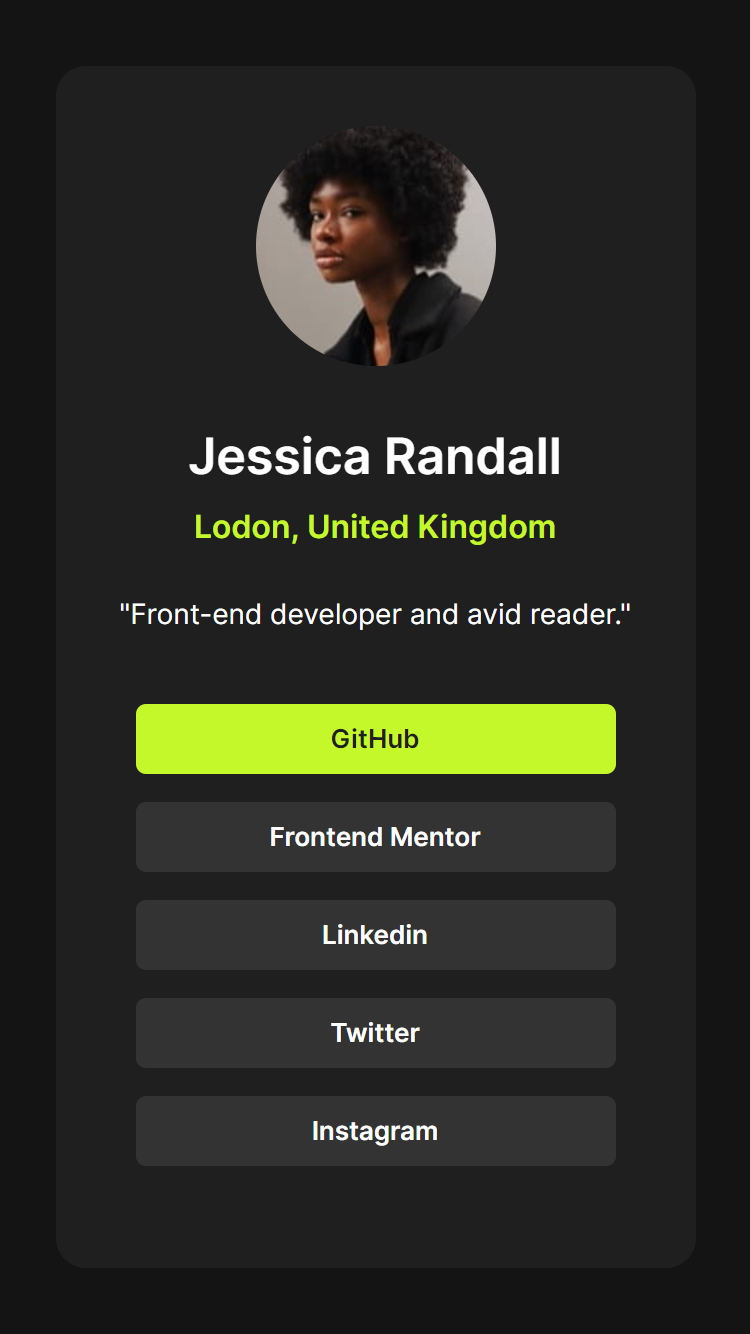 Jessica Randall
Lodon, United Kingdom
"Front-end developer and avid reader."
GitHub
Frontend Mentor
Linkedin
Twitter
Instagram